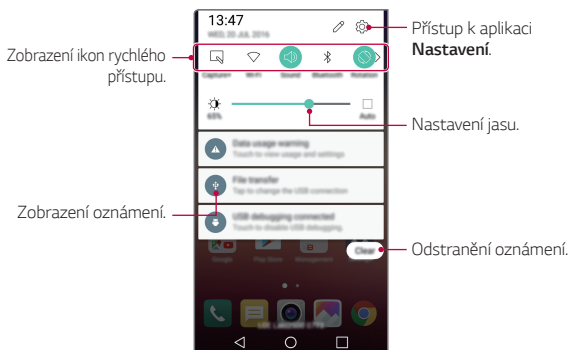 13:47
WED, 20 JUL 2016
Přístup k aplikaci
Nastavení.
Zobrazení ikon rychlého
přístupu.
Capture+ Wi-Fi Sound Bluetooth Rotation
65% Auto
Nastavení jasu.
Data usage warning
Touch to view usage and settings
File transfer
Tap to change the USB connection
Zobrazení oznámení.
USB debugging connected
Touch to disable USB debugging.
Clear
Odstranění oznámení.
Google Play Store Management